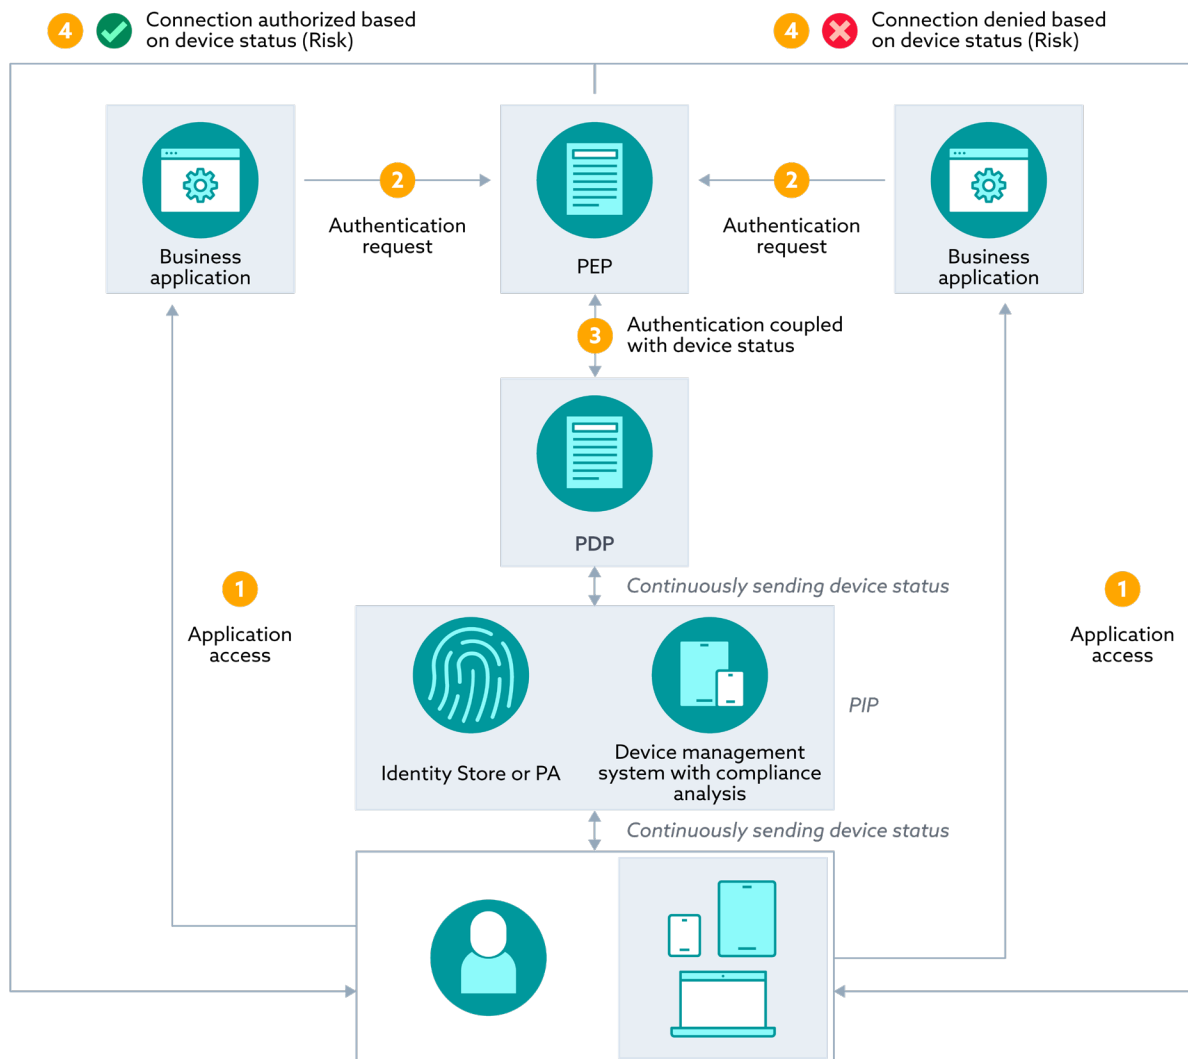 4
Connection authorized based
on device status (Risk)
4
Connection denied based
on device status (Risk)
Business
application
2
Authentication
request
PEP
2
Authentication
request
Business
application
3
Authentication coupled
with device status
PDP
Continuously sending device status
1
Application
access
1
Application
access
Identity Store or PA
Device management
system with compliance
analysis
PIP
Continuously sending device status